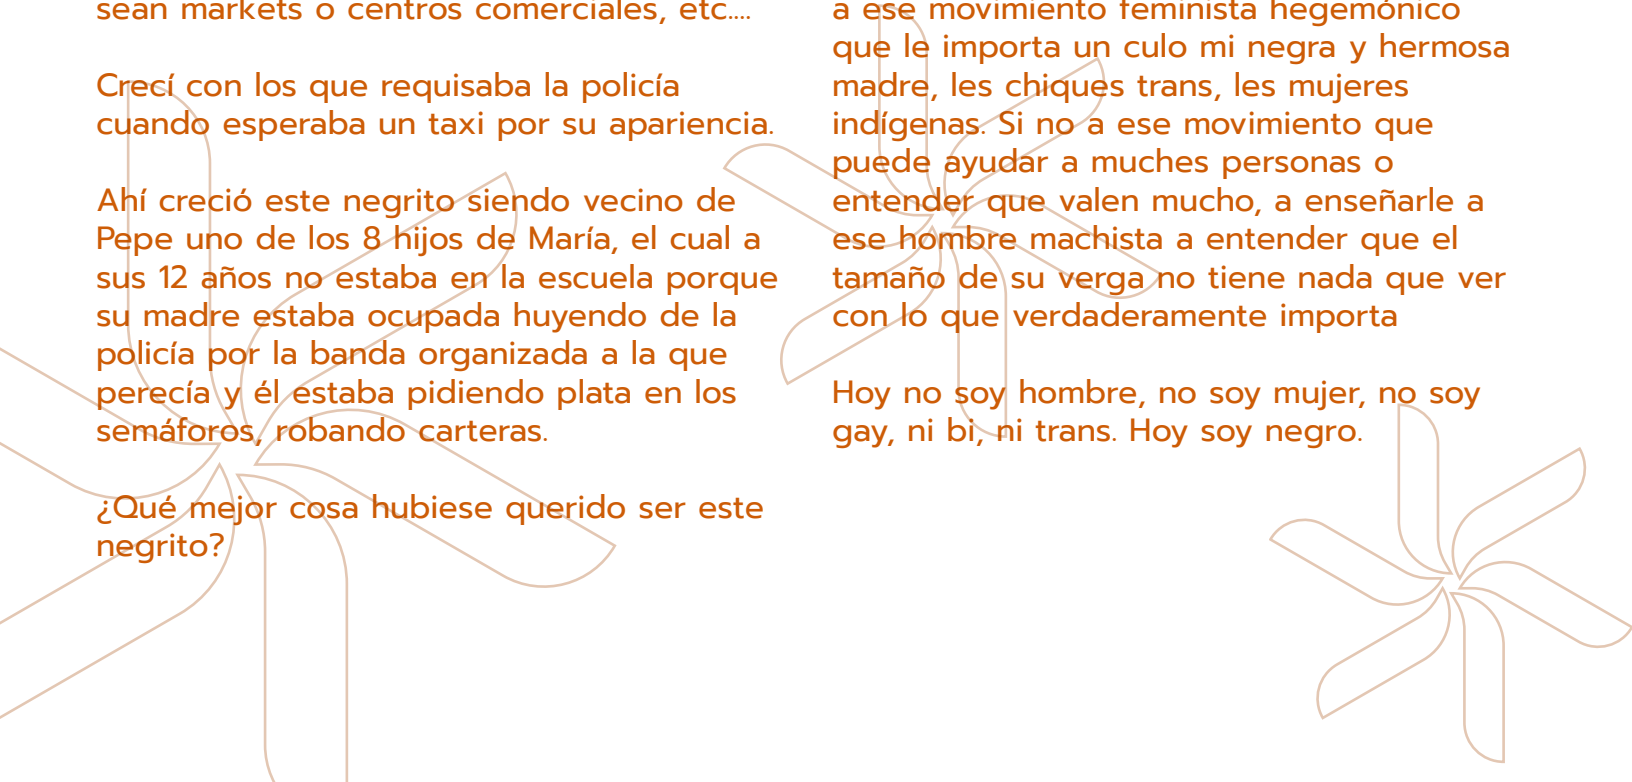 sean markets o centros comerciales, etc....
Crecí con los que requisaba la policía
cuando esperaba un taxi por su apariencia.
Ahí creció este negrito siendo vecino de
Pepe uno de los 8 hijos de María, el cual a
sus 12 años no estaba en la escuela porque
su madre estaba ocupada huyendo de la
policía por la banda organizada a la que
perecía y él estaba pidiendo plata en los
semáforos, robando carteras.
¿Qué mejor cosa hubiese querido ser este
negrito?
a ese movimiento feminista hegemónico
que le importa un culo mi negra y hermosa
madre, les chiques trans, les mujeres
indígenas. Si no a ese movimiento que
puede ayudar a muches personas o
entender que valen mucho, a enseñarle a
ese hombre machista a entender que el
tamaño de su verga no tiene nada que ver
con lo que verdaderamente importa
Hoy no soy hombre, no soy mujer, no soy
gay, ni bi, ni trans. Hoy soy negro.